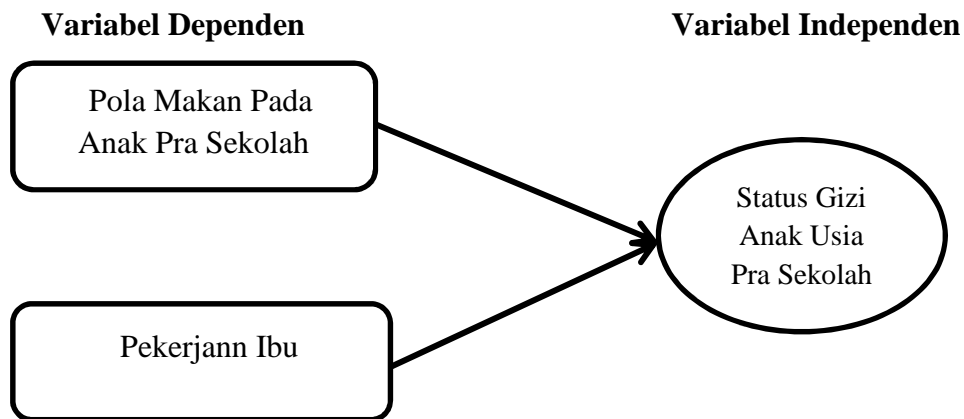 Variabel Dependen
Variabel Independen
Pola Makan Pada
Anak Pra Sekolah
Status Gizi
Anak Usia
Pra Sekolah
Pekerjann Ibu